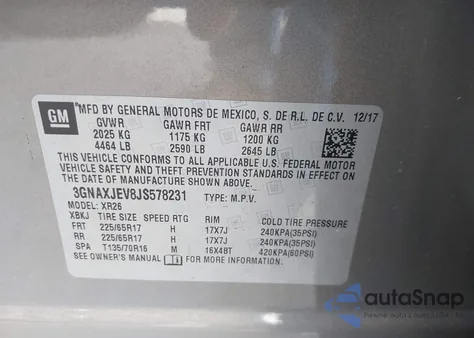 GM
MFD BY GENERAL MOTORS DE MEXICO, S. DE R.L. DE C.V. 12/17
GVWR GAWR FRT GAWR RR
2025 KG 1175 KG 1200 KG
4464 LB 2590 LB 2645 LB
THIS VEHICLE CONFORMS TO ALL APPLICABLE U.S. FEDERAL MOTOR
VEHICLE SAFETY, BUMPER, AND THEFT PREVENTION STANDARDS IN EFFECT ON
THE DATE OF MANUFACTURE SHOWN ABOVE.
3GNAXJEV8JS578231 TYPE: M.P.V.
MODEL: XR26
XBKJ TIRE SIZE SPEED RTG RIM COLD TIRE PRESSURE
FRT 225/65R17 H 17X7J 240KPA(35PSI)
RR 225/65R17 H 17X7J 240KPA(35PSI)
SPA T135/70R16 M 16X4BT 420KPA(60PSI)
SEE OWNER'S MANUAL FOR MORE INFORMATION.
autaSnap